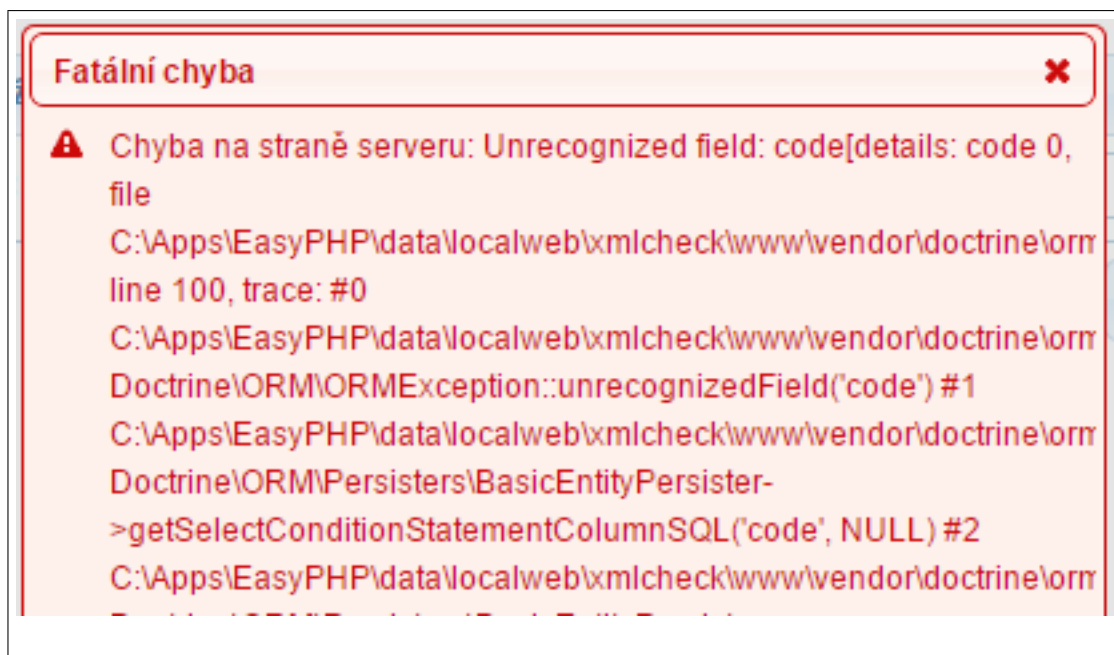 Fatální chyba
Chyba na straně serveru: Unrecognized field: code[details: code 0,
file
C:\Apps\EasyPHP\data\localweb\xmlcheck\www\vendor\doctrine\orm
line 100, trace: #0
C:\Apps\EasyPHP\data\localweb\xmlcheck\www\vendor\doctrine\orm
Doctrine\ORM\ORMException::unrecognizedField('code') #1
C:\Apps\EasyPHP\data\localweb\xmlcheck\www\vendor\doctrine\orm
Doctrine\ORM\Persisters\BasicEntityPersister-
>getSelectConditionStatementColumnSQL('code', NULL) #2
C:\Apps\EasyPHP\data\localweb\xmlcheck\www\vendor\doctrine\orm